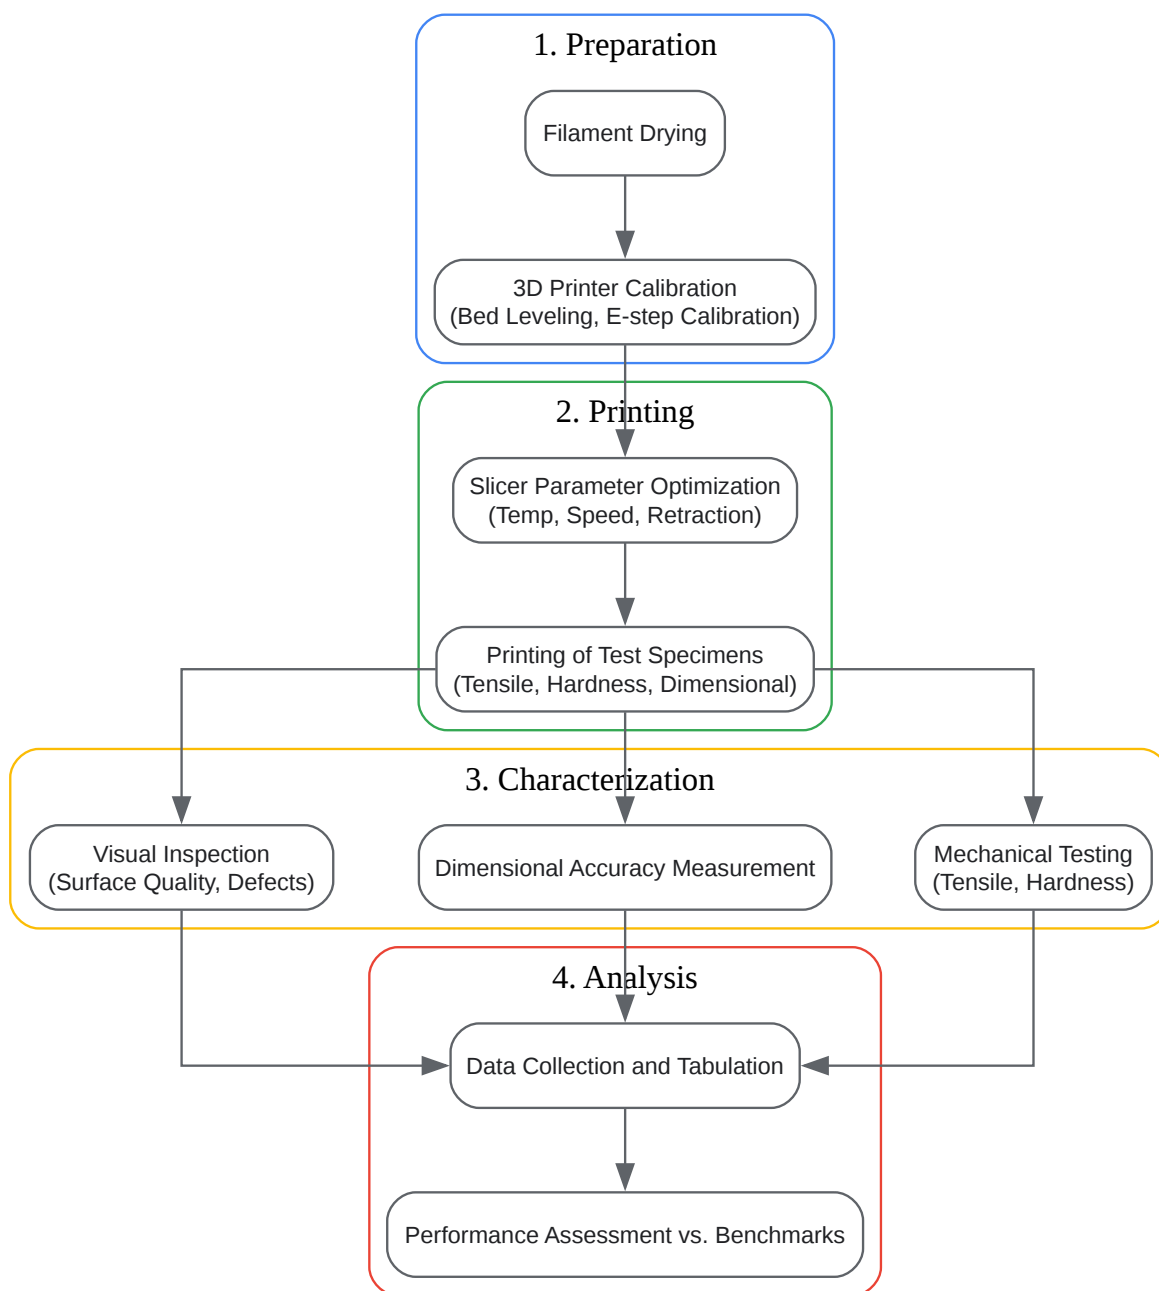 1. Preparation
Filament Drying
3D Printer Calibration
(Bed Leveling, E-step Calibration)
2. Printing
Slicer Parameter Optimization
(Temp, Speed, Retraction)
Printing of Test Specimens
(Tensile, Hardness, Dimensional)
3. Characterization
Visual Inspection
(Surface Quality, Defects)
Dimensional Accuracy Measurement
Mechanical Testing
(Tensile, Hardness)
4. Analysis
Data Collection and Tabulation
Performance Assessment vs. Benchmarks